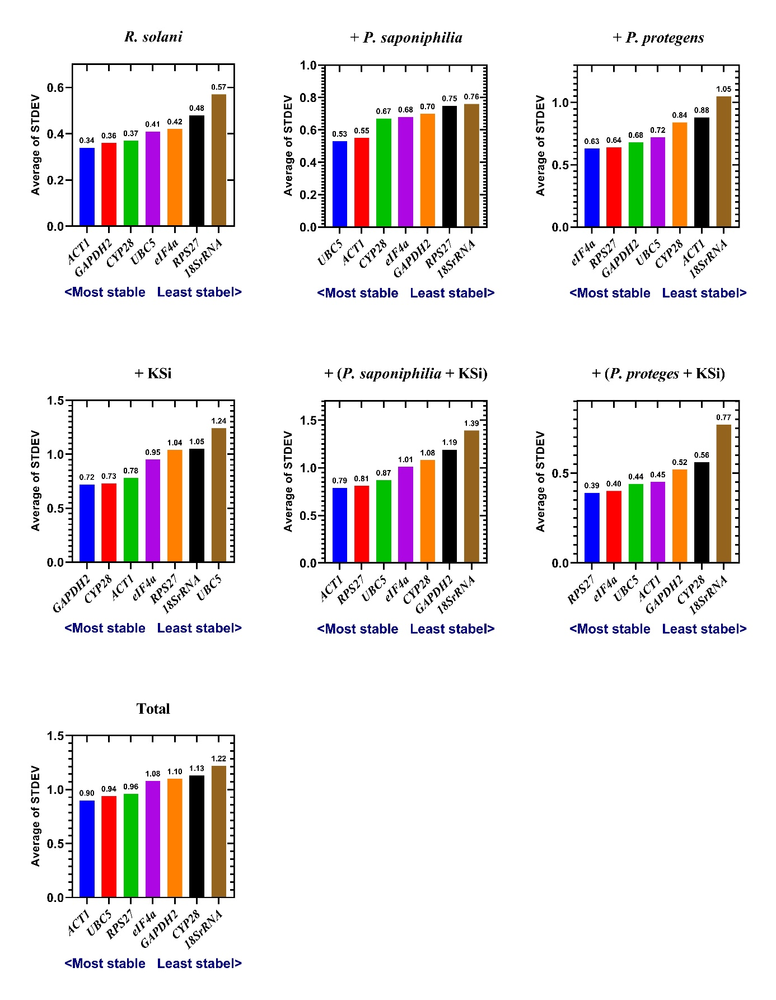 R. solani
Average of STDEV
0.6
0.4
0.2
0.0
0.34
0.36
0.37
0.41
0.42
0.48
0.57
ACT1
GAPDH2
CYP28
UBC5
eIF4a
RPS27
18SrRNA
<Most stable Least stabel>
+ P. saponiphilia
Average of STDEV
1.0
0.8
0.6
0.4
0.2
0.0
0.53
0.55
0.67
0.68
0.70
0.75
0.76
UBC5
ACT1
CYP28
eIF4a
GAPDH2
RPS27
18SrRNA
<Most stable Least stabel>
+ P. protegens
Average of STDEV
1.0
0.5
0.0
0.63
0.64
0.68
0.72
0.84
0.88
1.05
eIF4a
RPS27
GAPDH2
UBC5
CYP28
ACT1
18SrRNA
<Most stable Least stabel>
+ KSi
Average of STDEV
1.5
1.0
0.5
0.0
0.72
0.73
0.78
0.95
1.04
1.05
1.24
GAPDH2
CYP28
ACT1
eIF4a
RPS27
18SrRNA
UBC5
<Most stable Least stabel>
+ (P. saponiphilia + KSi)
Average of STDEV
1.5
1.0
0.5
0.0
0.79
0.81
0.87
1.01
1.08
1.19
1.39
ACT1
RPS27
UBC5
eIF4a
CYP28
GAPDH2
18SrRNA
<Most stable Least stabel>
+ (P. proteges + KSi)
Average of STDEV
0.5
0.0
0.39
0.40
0.44
0.45
0.52
0.56
0.77
RPS27
eIF4a
UBC5
ACT1
GAPDH2
CYP28
18SrRNA
<Most stable Least stabel>
Total
Average of STDEV
1.5
1.0
0.5
0.0
0.90
0.94
0.96
1.08
1.10
1.13
1.22
ACT1
UBC5
RPS27
eIF4a
GAPDH2
CYP28
18SrRNA
<Most stable Least stabel>